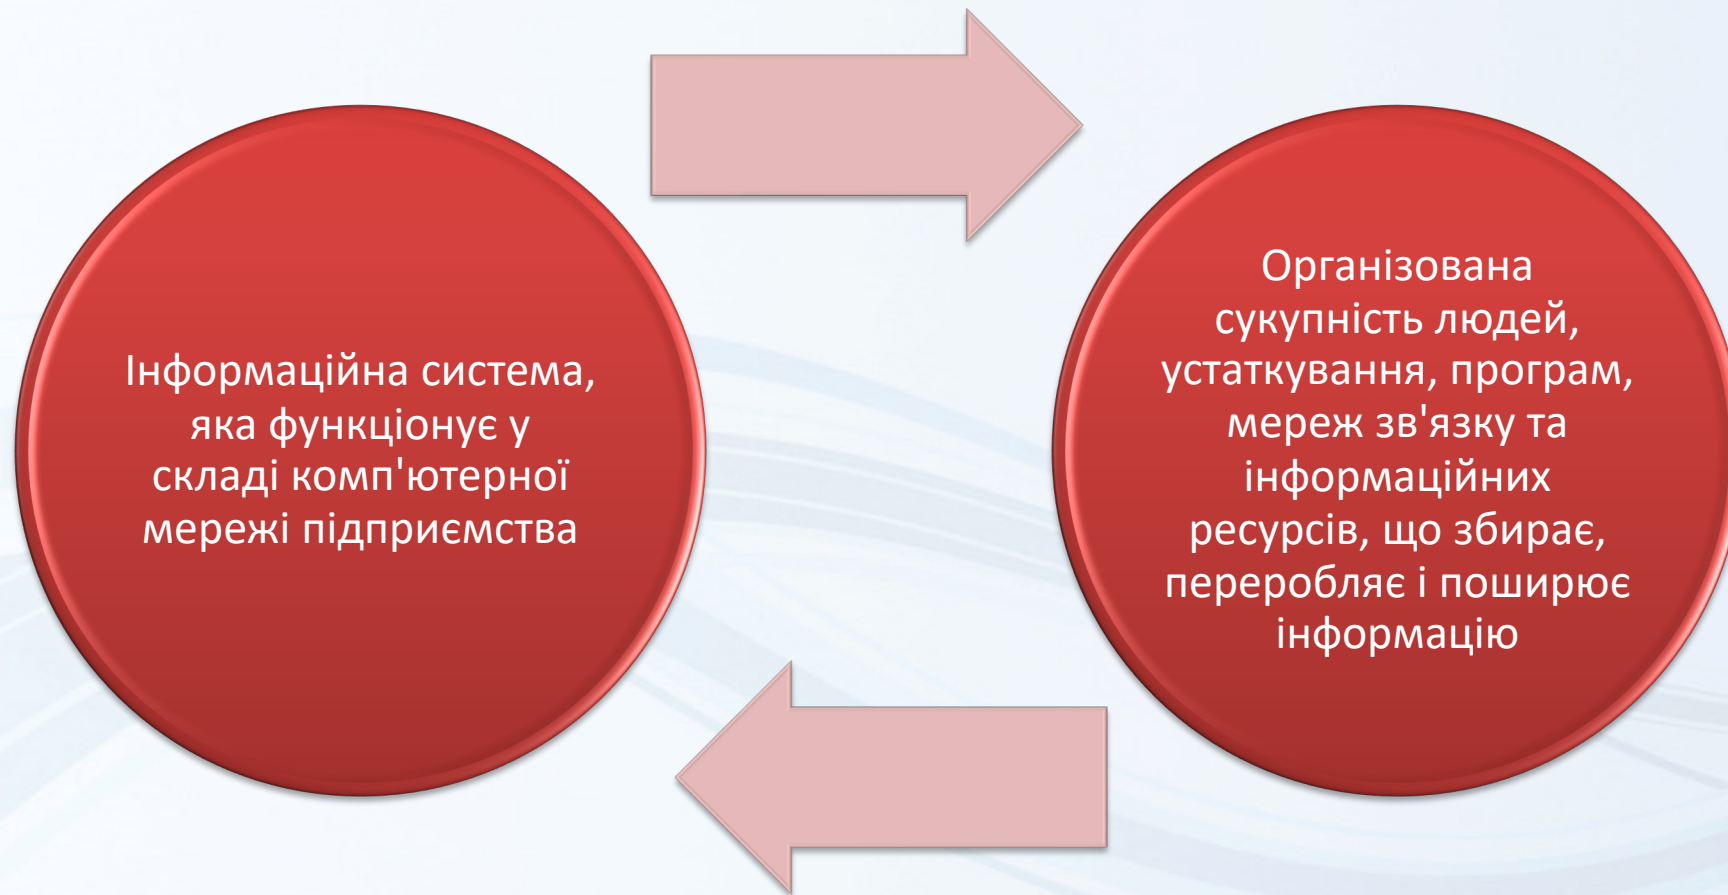 Інформаційна система,
яка функціонує у
складі комп'ютерної
мережі підприємства
Організована
сукупність людей,
устаткування, програм,
мереж зв'язку та
інформаційних
ресурсів, що збирає,
переробляє і поширює
інформацію